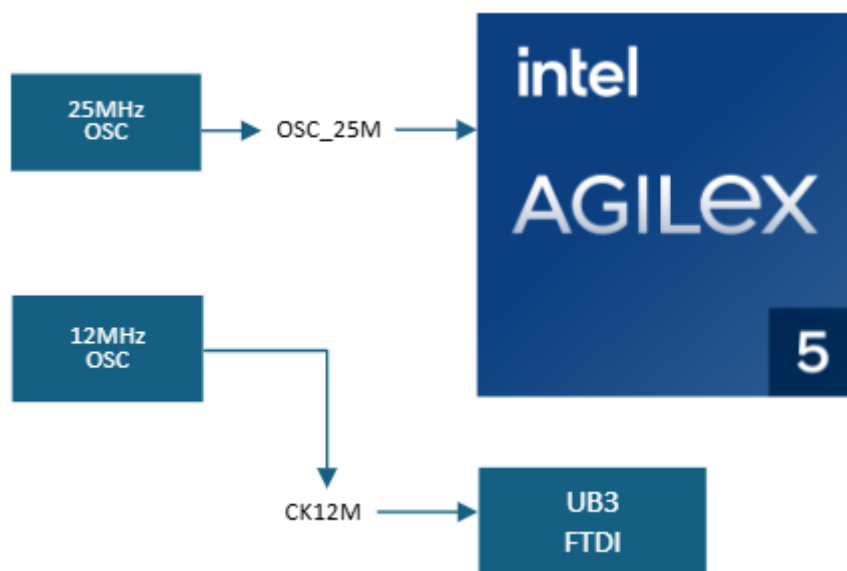 25MHz
OSC
OSC_25M
intel
AGILEX
5
12MHz
OSC
CK12M
UB3
FTDI